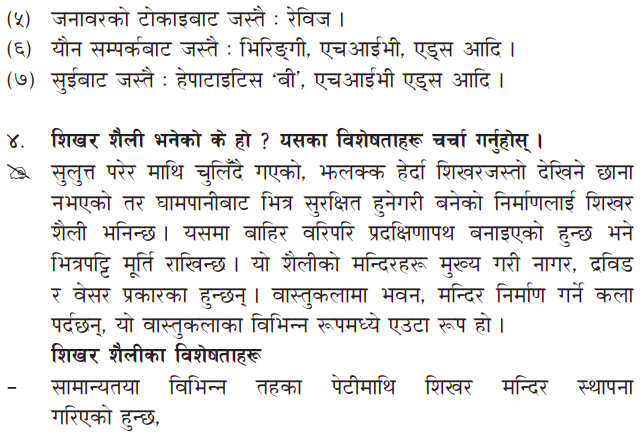 (५) जनावरको टोकाइबाट जस्तै : रेविज ।
(६) यौन सम्पर्कबाट जस्तै : भिरिङ्गी, एचआईभी, एड्स आदि ।
(७) सुईबाट जस्तै : हेपाटाइटिस ‘बी’, एचआईभी एड्स आदि ।
४. शिखर शैली भनेको के हो ? यसका विशेषताहरू चर्चा गर्नुहोस् ।
सुलुत्त परेर माथि चुलिँदै गएको, झलक्क हेर्दा शिखरजस्तो देखिने छाना
नभएको तर घामपानीबाट भित्र सुरक्षित हुनेगरी बनेको निर्माणलाई शिखर
शैली भनिन्छ । यसमा बाहिर वरिपरि प्रदक्षिणापथ बनाइएको हुन्छ भने
भित्रपट्टि मूर्ति राखिन्छ । यो शैलीको मन्दिरहरू मुख्य गरी नागर, द्रविड
र वेसर प्रकारका हुन्छन् । वास्तुकलामा भवन, मन्दिर निर्माण गर्ने कला
पर्दछन्, यो वास्तुकलाका विभिन्न रूपमध्ये एउटा रूप हो ।
शिखर शैलीका विशेषताहरू
– सामान्यतया विभिन्न तहका पेटीमाथि शिखर मन्दिर स्थापना
गरिएको हुन्छ,